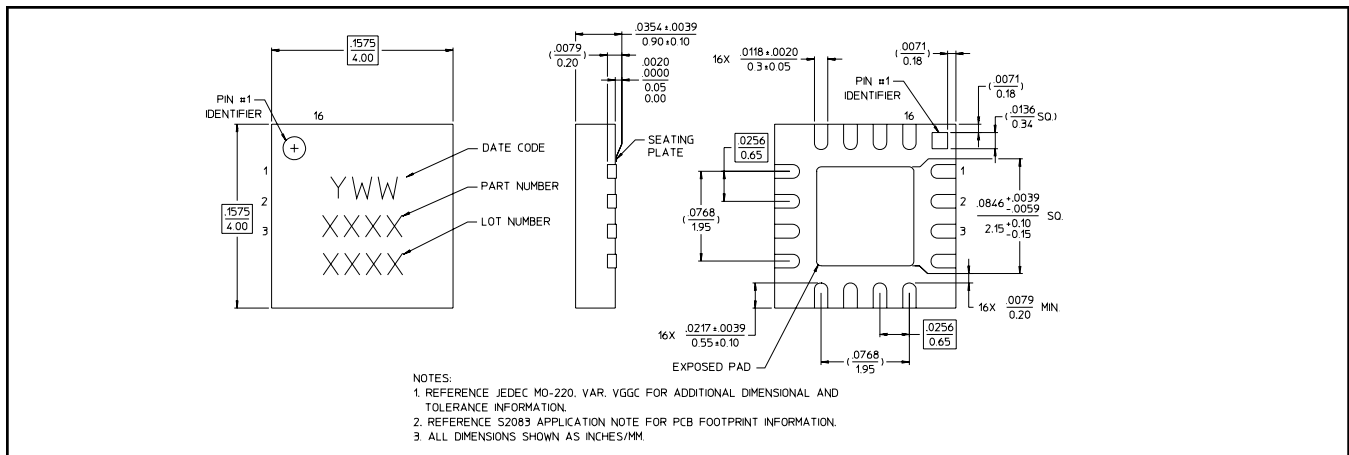 .1575
4.00
PIN #1
IDENTIFIER
16
.1575
4.00
1
2
3
YWW
XXXX
XXXX
DATE CODE
PART NUMBER
LOT NUMBER
.0354±.0039
0.90±0.10
(.0079
0.20)
.0020
.0000
0.05
0.00
SEATING
PLATE
16X .0118±.0020
0.3±0.05
(.0071
0.18)
PIN #1
IDENTIFIER
16
(.0071
0.18)
(.0136
0.34 SQ.)
.0256
0.65
(.0768
1.95)
1
2
3
.0846 +.0039
-.0059 SQ.
2.15 +0.10
-0.15
16X .0079
0.20 MIN.
16X .0217±.0039
0.55±0.10
.0256
0.65
(.0768
1.95)
EXPOSED PAD
NOTES:
1. REFERENCE JEDEC MO-220, VAR. VGGC FOR ADDITIONAL DIMENSIONAL AND
TOLERANCE INFORMATION.
2. REFERENCE S2083 APPLICATION NOTE FOR PCB FOOTPRINT INFORMATION.
3. ALL DIMENSIONS SHOWN AS INCHES/MM.